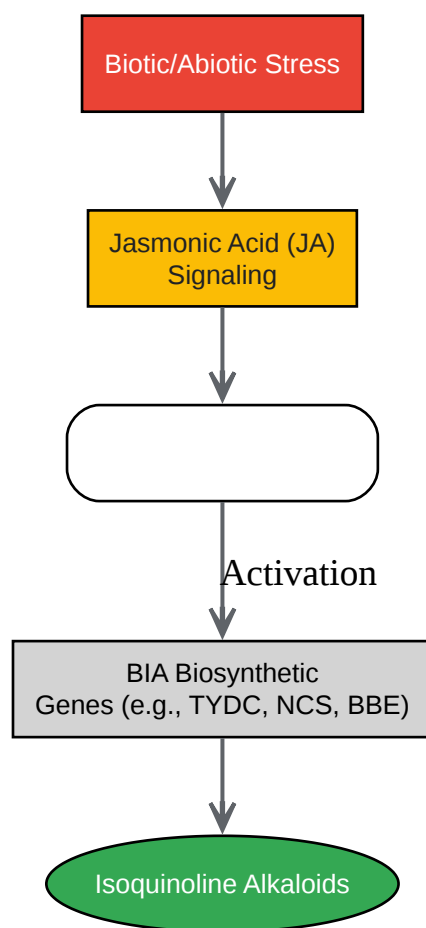 Biotic/Abiotic Stress
Jasmonic Acid (JA)
Signaling
Activation
BIA Biosynthetic
Genes (e.g., TYDC, NCS, BBE)
Isoquinoline Alkaloids